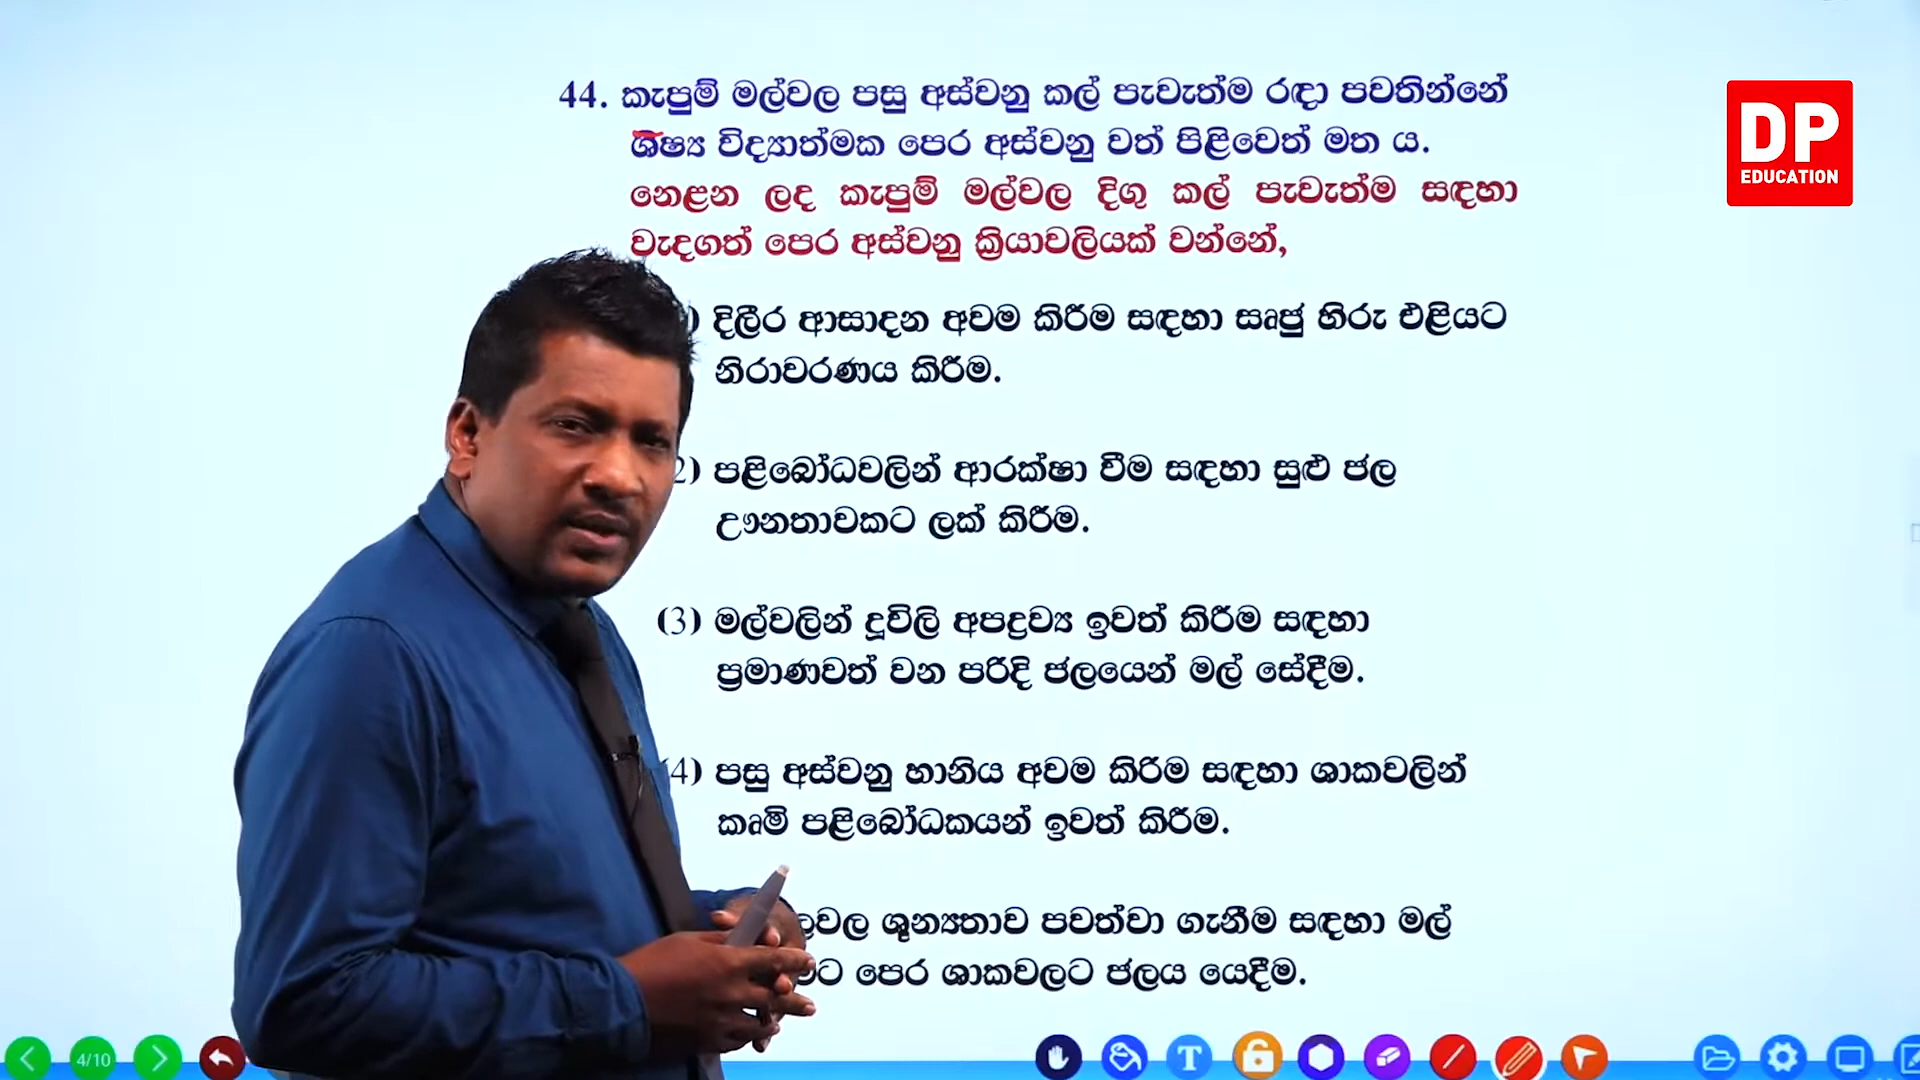 44. කැපුම් මල්වල පසු අස්වනු කල් පැවැත්ම රඳා පවතින්නේ
ශිෂ්‍ය විද්‍යාත්මක පෙර අස්වනු වත් පිළිවෙත් මත ය.
නෙළන ලද කැපුම් මල්වල දිගු කල් පැවැත්ම සඳහා
වැදගත් පෙර අස්වනු ක්‍රියාවලියක් වන්නේ,
දිලීර ආසාදන අවම කිරීම සඳහා සෘජු හිරු එළියට
නිරාවරණය කිරීම.
2) පළිබෝධවලින් ආරක්ෂා වීම සඳහා සුළු ජල
ඌනතාවකට ලක් කිරීම.
(3) මල්වලින් දූවිලි අපද්‍රව්‍ය ඉවත් කිරීම සඳහා
ප්‍රමාණවත් වන පරිදි ජලයෙන් මල් සේදීම.
(4) පසු අස්වනු හානිය අවම කිරීම සඳහා ශාකවලින්
කෘමි පළිබෝධකයන් ඉවත් කිරීම.
ශූන්‍යතාව පවත්වා ගැනීම සඳහා මල්
පෙර ශාකවලට ජලය යෙදීම.
DP
EDUCATION
4/10
T